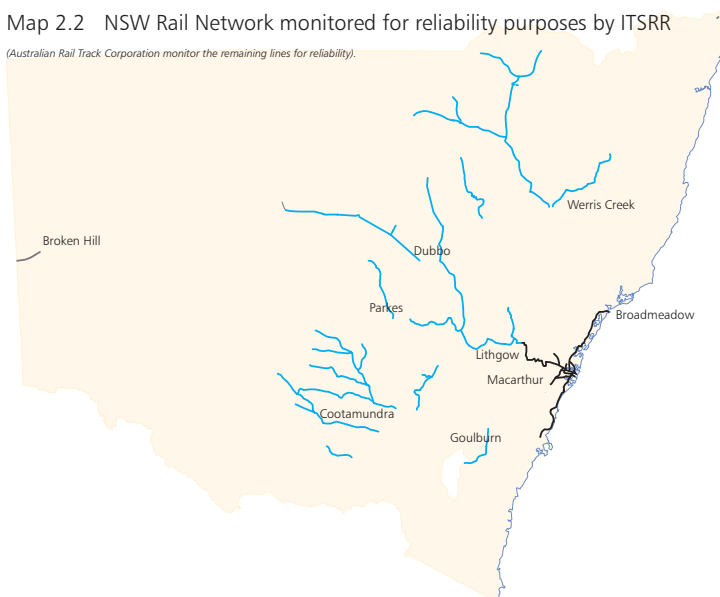 Map 2.2 NSW Rail Network monitored for reliability purposes by ITSRR
(Australian Rail Track Corporation monitor the remaining lines for reliability).
Werris Creek
Broken Hill
Dubbo
Parkes
Broadmeadow
Lithgow
Macarthur
Cootamundra
Goulburn